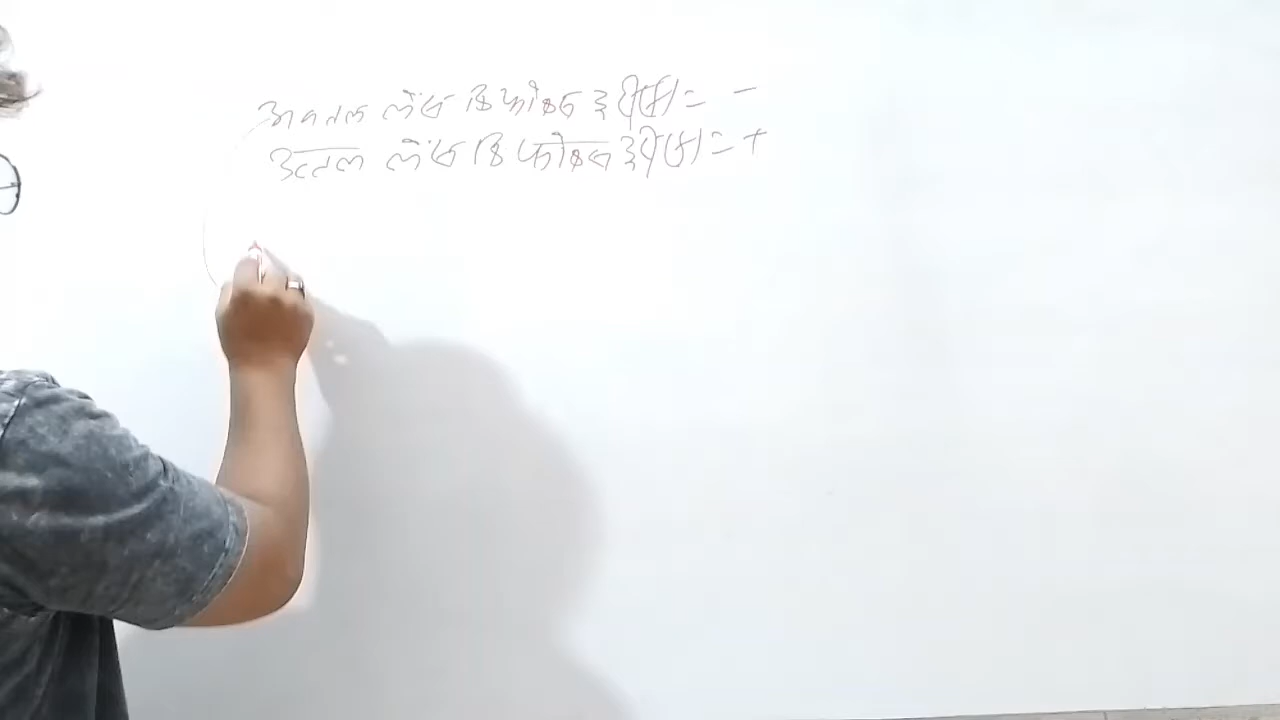 अवतल लेंस कि फोकस दूरी(F) = -
उत्तल लेंस कि फोकस दूरी(F) = +